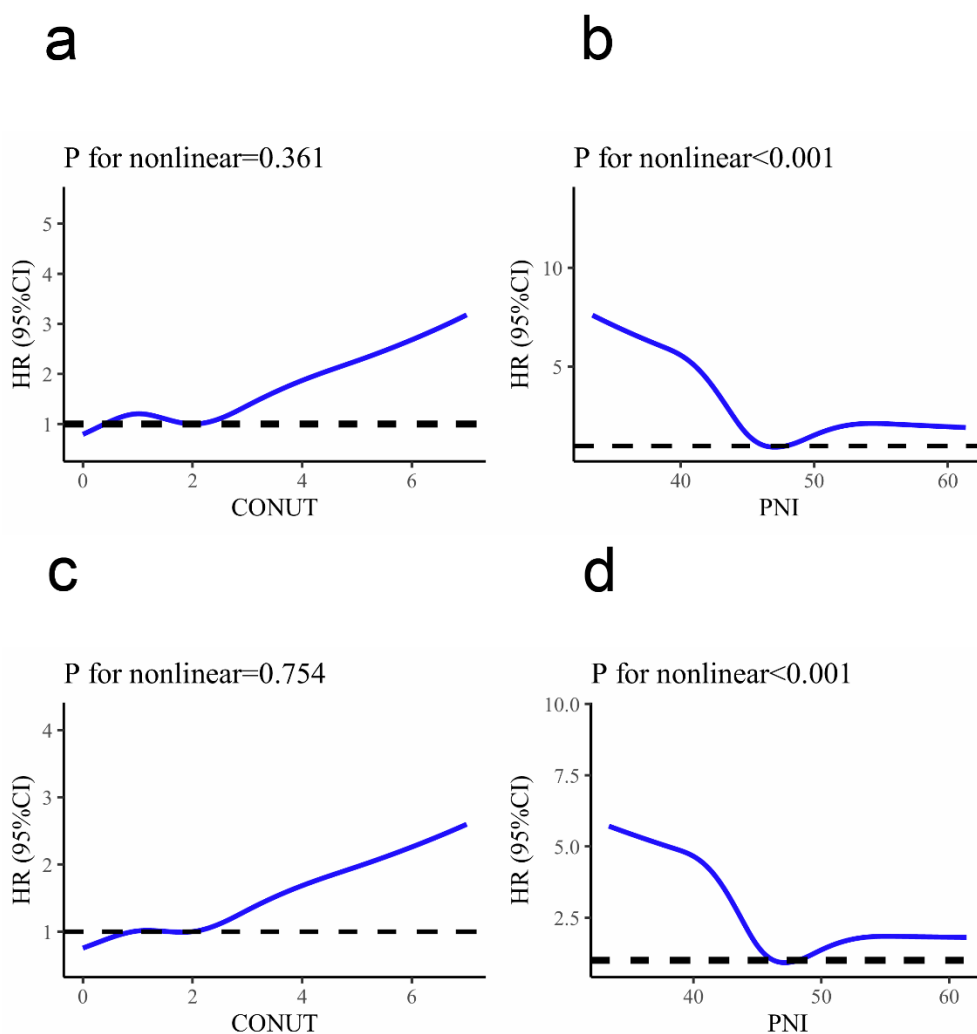 a
P for nonlinear=0.361
HR (95%CI)
5
4
3
2
1
0
2
4
6
CONUT
b
P for nonlinear<0.001
HR (95%CI)
10
5
40
50
60
PNI
c
P for nonlinear=0.754
HR (95%CI)
4
3
2
1
0
2
4
6
CONUT
d
P for nonlinear<0.001
HR (95%CI)
10.0
7.5
5.0
2.5
40
50
60
PNI